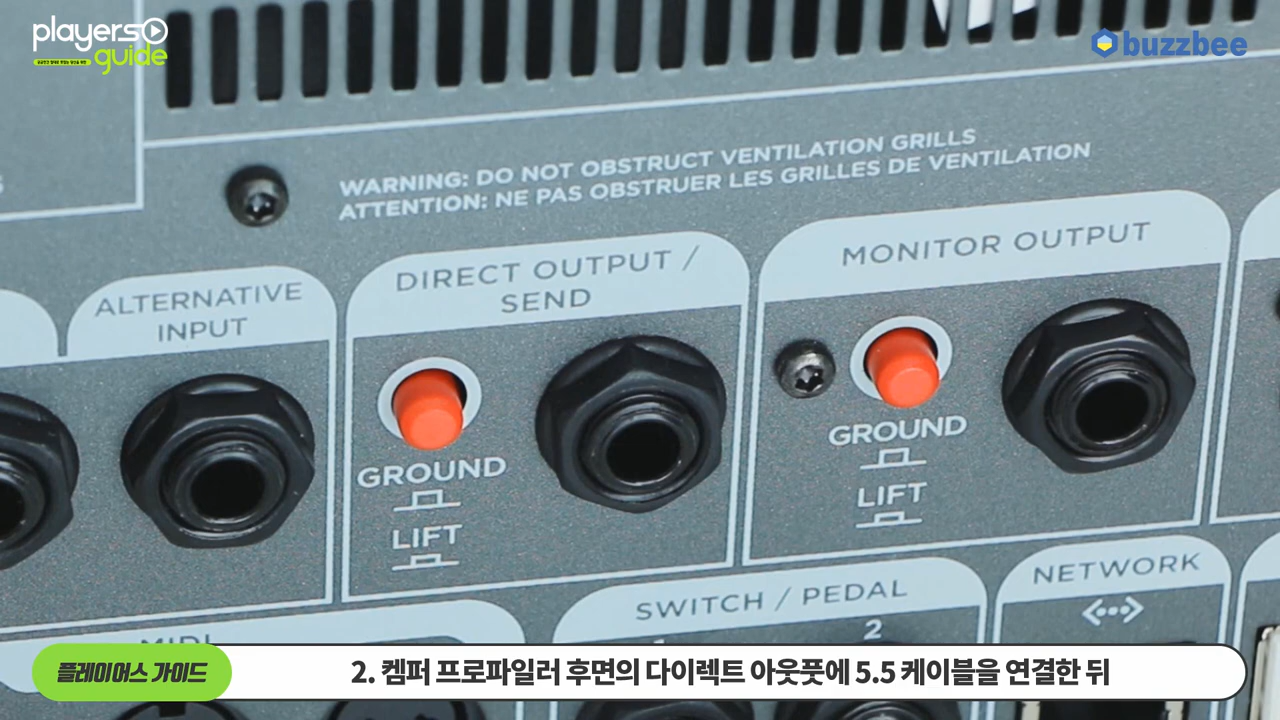 players
guide
buzzbee
WARNING: DO NOT OBSTRUCT VENTILATION GRILLS
ATTENTION: NE PAS OBSTRUER LES GRILLES DE VENTILATION
ALTERNATIVE
INPUT
DIRECT OUTPUT /
SEND
MONITOR OUTPUT
GROUND
LIFT
GROUND
LIFT
MIDI
SWITCH / PEDAL
2
NETWORK
플레이어스 가이드
2. 켐퍼 프로파일러 후면의 다이렉트 아웃풋에 5.5 케이블을 연결한 뒤